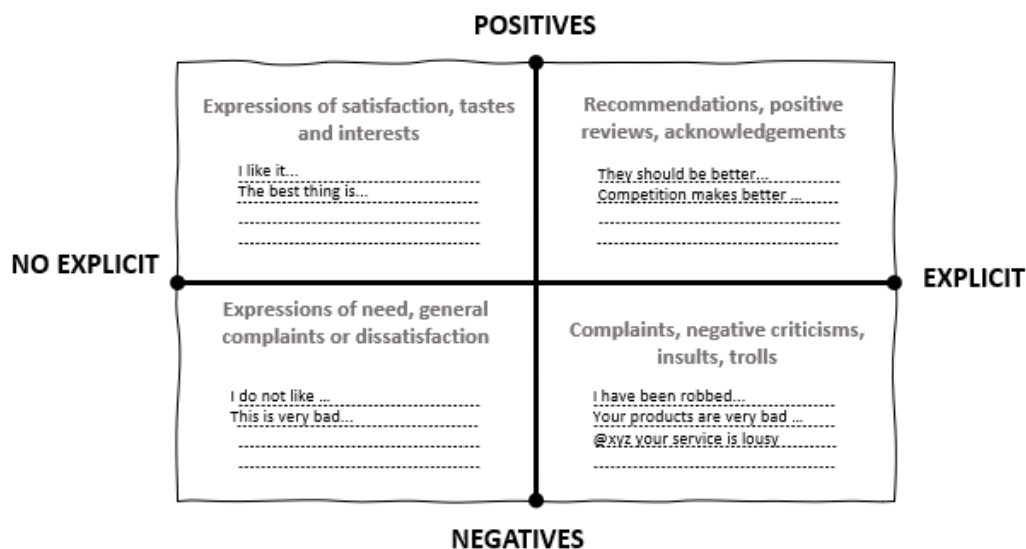 POSITIVES
Expressions of satisfaction, tastes
and interests
I like it...
The best thing is...
Recommendations, positive
reviews, acknowledgements
They should be better...
Competition makes better ...
NO EXPLICIT
EXPLICIT
Expressions of need, general
complaints or dissatisfaction
I do not like ...
This is very bad...
Complaints, negative criticisms,
insults, trolls
I have been robbed...
Your products are very bad ...
@xyz your service is lousy
NEGATIVES